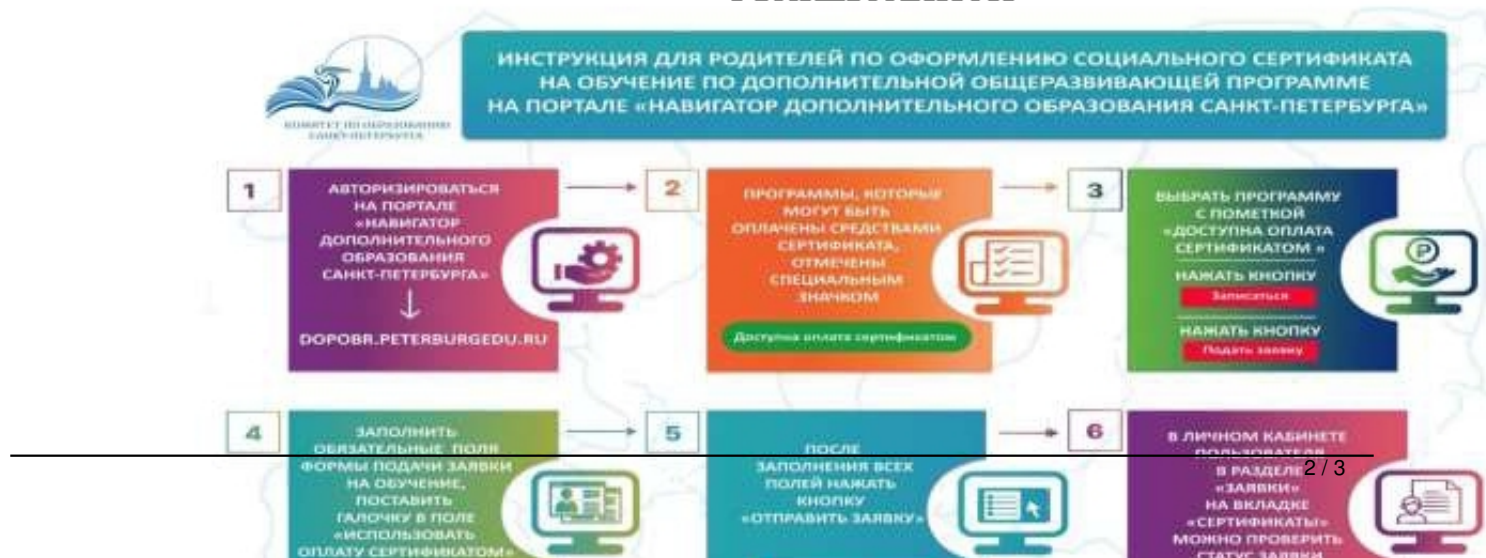 КОМИТЕТ ПО ОБРАЗОВАНИЮ
САНКТ-ПЕТЕРБУРГА
ИНСТРУКЦИЯ ДЛЯ РОДИТЕЛЕЙ ПО ОФОРМЛЕНИЮ СОЦИАЛЬНОГО СЕРТИФИКАТА
НА ОБУЧЕНИЕ ПО ДОПОЛНИТЕЛЬНОЙ ОБЩЕРАЗВИВАЮЩЕЙ ПРОГРАММЕ
НА ПОРТАЛЕ «НАВИГАТОР ДОПОЛНИТЕЛЬНОГО ОБРАЗОВАНИЯ САНКТ-ПЕТЕРБУРГА»
1
АВТОРИЗИРОВАТЬСЯ
НА ПОРТАЛЕ
«НАВИГАТОР
ДОПОЛНИТЕЛЬНОГО
ОБРАЗОВАНИЯ
САНКТ-ПЕТЕРБУРГА»
DOPOBR.PETERBURGEDU.RU
2
ПРОГРАММЫ, КОТОРЫЕ
МОГУТ БЫТЬ
ОПЛАЧЕНЫ СРЕДСТВАМИ
СЕРТИФИКАТА,
ОТМЕЧЕНЫ
СПЕЦИАЛЬНЫМ
ЗНАЧКОМ
Доступна оплата сертификатом
3
ВЫБРАТЬ ПРОГРАММУ
С ПОМЕТКОЙ
«ДОСТУПНА ОПЛАТА
СЕРТИФИКАТОМ »
НАЖАТЬ КНОПКУ
Записаться
НАЖАТЬ КНОПКУ
Подать заявку
4
ЗАПОЛНИТЬ
ОБЯЗАТЕЛЬНЫЕ ПОЛЯ
ФОРМЫ ПОДАЧИ ЗАЯВКИ
НА ОБУЧЕНИЕ,
ПОСТАВИТЬ
ГАЛОЧКУ В ПОЛЕ
«ИСПОЛЬЗОВАТЬ
ОПЛАТУ СЕРТИФИКАТОМ»
5
ПОСЛЕ
ЗАПОЛНЕНИЯ ВСЕХ
ПОЛЕЙ НАЖАТЬ
КНОПКУ
«ОТПРАВИТЬ ЗАЯВКУ»
6
В ЛИЧНОМ КАБИНЕТЕ
ПОЛЬЗОВАТЕЛЯ
В РАЗДЕЛЕ
«ЗАЯВКИ»
НА ВКЛАДКЕ
«СЕРТИФИКАТЫ»
МОЖНО ПРОВЕРИТЬ
СТАТУС ЗАЯВКИ
2 / 3